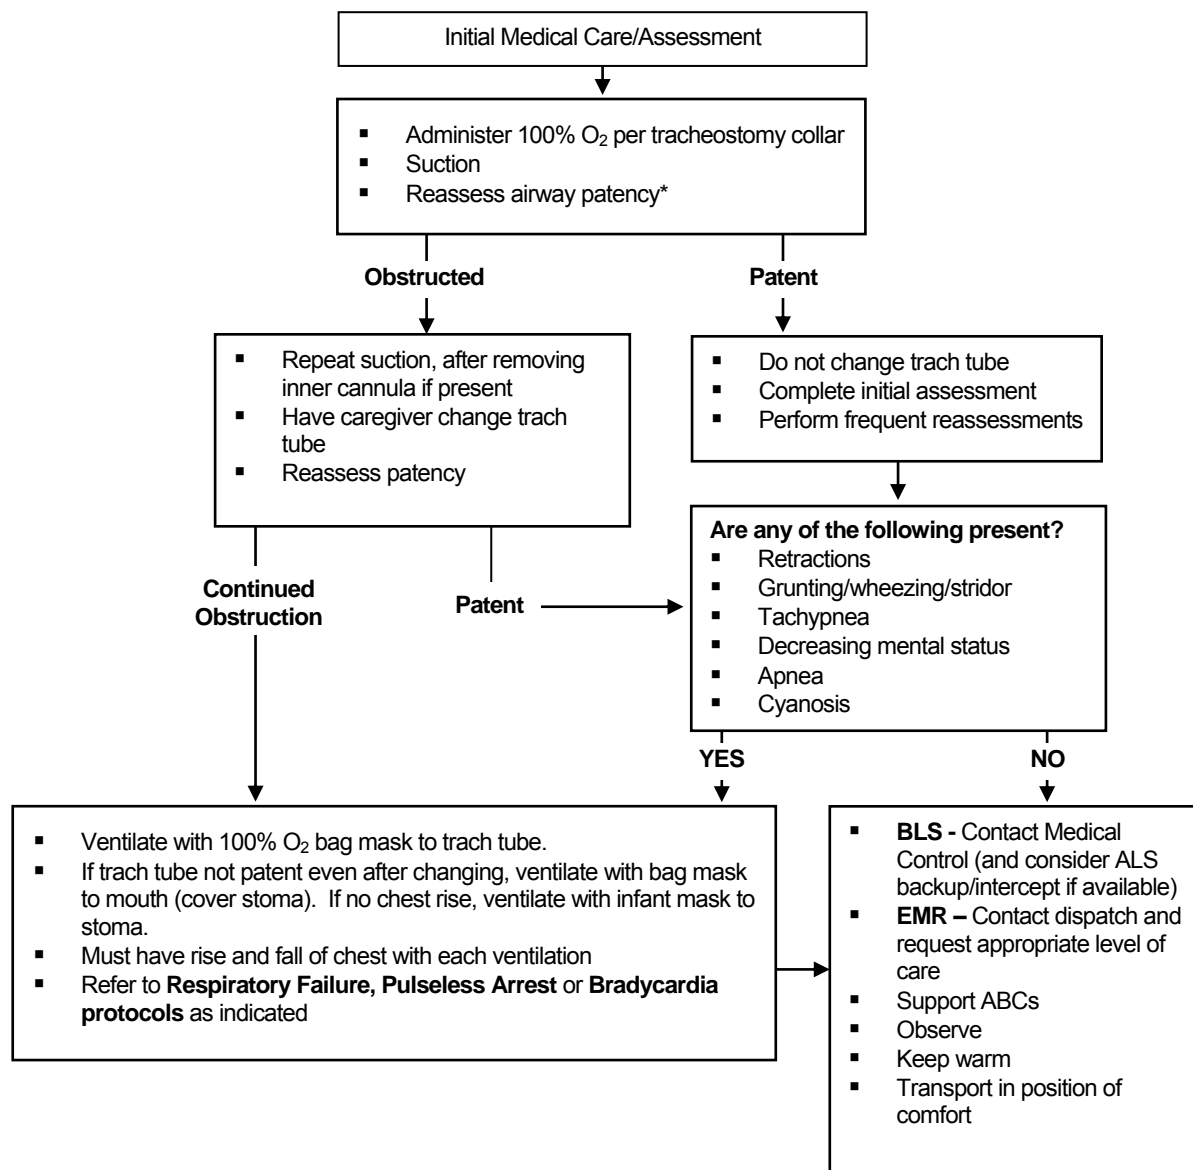 Initial Medical Care/Assessment
▪ Administer 100% O₂ per tracheostomy collar
▪ Suction
▪ Reassess airway patency*
Obstructed
Patent
▪ Repeat suction, after removing
inner cannula if present
▪ Have caregiver change trach
tube
▪ Reassess patency
▪ Do not change trach tube
▪ Complete initial assessment
▪ Perform frequent reassessments
Continued
Obstruction
Patent
Are any of the following present?
▪ Retractions
▪ Grunting/wheezing/stridor
▪ Tachypnea
▪ Decreasing mental status
▪ Apnea
▪ Cyanosis
YES
NO
▪ Ventilate with 100% O₂ bag mask to trach tube.
▪ If trach tube not patent even after changing, ventilate with bag mask
to mouth (cover stoma).  If no chest rise, ventilate with infant mask to
stoma.
▪ Must have rise and fall of chest with each ventilation
▪ Refer to Respiratory Failure, Pulseless Arrest or Bradycardia
protocols as indicated
▪ BLS - Contact Medical
Control (and consider ALS
backup/intercept if available)
▪ EMR – Contact dispatch and
request appropriate level of
care
▪ Support ABCs
▪ Observe
▪ Keep warm
▪ Transport in position of
comfort